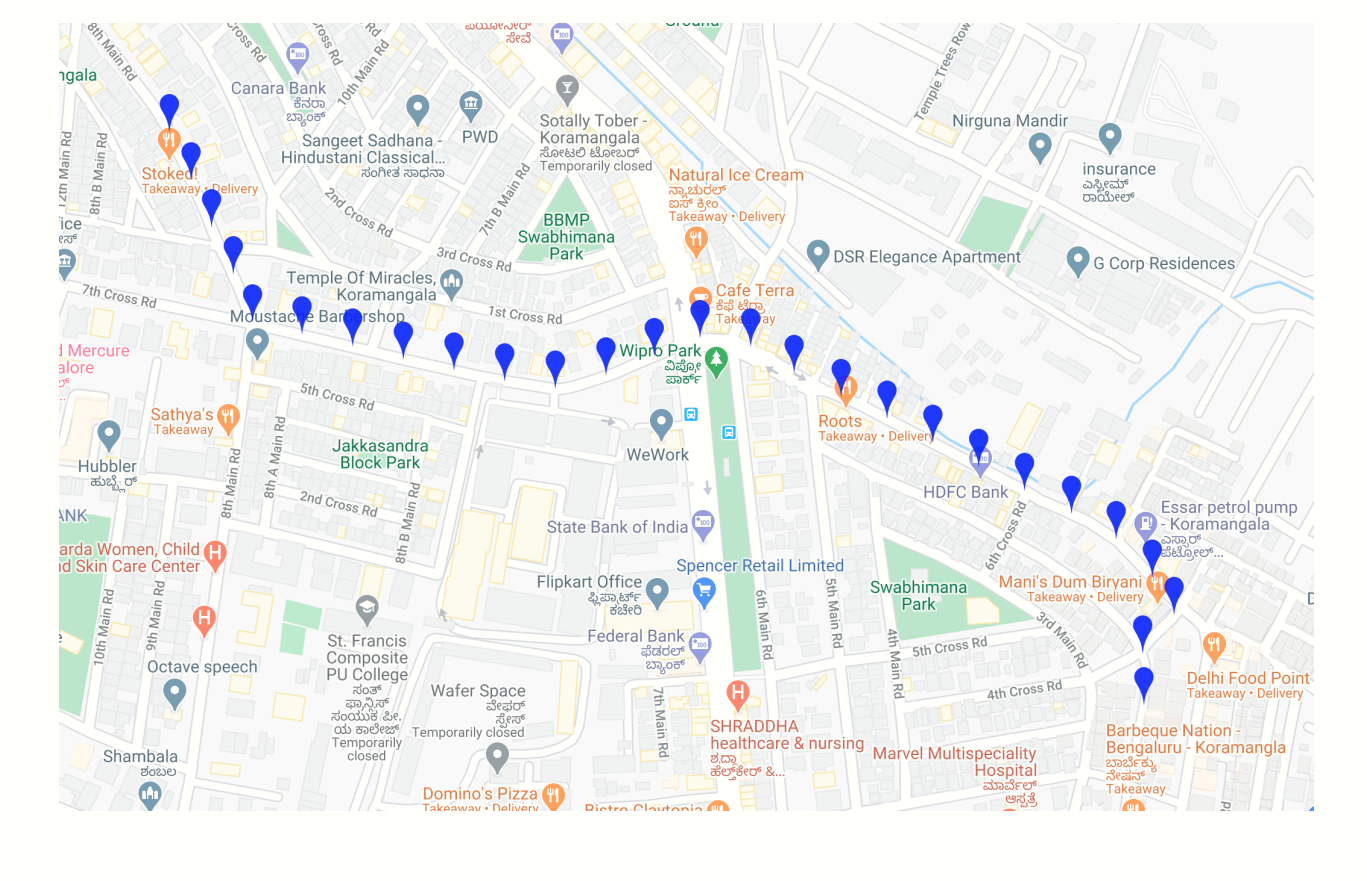 8th Main Rd
Cross Rd
Cross Rd
10th Main Rd
ngala
Canara Bank
ಕೆನರಾ
ಬ್ಯಾಂಕ್
Sangeet Sadhana -
Hindustani Classical...
ಸಂಗೀತ ಸಾಧನಾ
PWD
ಸೇವೆ
Sotally Tober -
Koramangala
ಸೋಟಲಿ ಟೋಬರ್
Temporarily closed
Ground
Temple Trees Row
Nirguna Mandir
insurance
ಎಸ್ಬೀಮ್
ರಾಯೀಲ್
Stoked!
Takeaway • Delivery
12th Main Rd
8th B Main Rd
2nd Cross Rd
7th B Main Rd
BBMP
Swabhimana
Park
3rd Cross Rd
Natural Ice Cream
ನ್ಯಾಚುರಲ್
ಐಸ್ ಕ್ರೀಂ
Takeaway • Delivery
DSR Elegance Apartment
G Corp Residences
Temple Of Miracles,
Koramangala
7th Cross Rd
Moustache Barbershop
1st Cross Rd
Cafe Terra
ಕೆಫೆ ಟೆರ್ರಾ
Takeaway
Wipro Park
ವಿಪ್ರೋ
ಪಾರ್ಕ್
d Mercure
alore
5th Cross Rd
Sathya's
Takeaway
8th A Main Rd
8th Main Rd
Jakkasandra
Block Park
Hubbler
ಹುಬ್ಬ್ಲೆರ್
2nd Cross Rd
8th B Main Rd
WeWork
Roots
Takeaway • Delivery
HDFC Bank
State Bank of India
Essar petrol pump
- Koramangala
ಎಸ್ಸಾರ್
ಪೆಟ್ರೋಲ್...
ANK
arda Women, Child
nd Skin Care Center
6th Cross Rd
Spencer Retail Limited
Flipkart Office
ಫ್ಲಿಪ್ಕಾರ್ಟ್
ಕಚೇರಿ
Swabhimana
Park
Mani's Dum Biryani
Takeaway • Delivery
10th Main Rd
9th Main Rd
St. Francis
Composite
PU College
ಸಂತ್
ಫ್ರಾನ್ಸಿಸ್
ಸಂಯುಕ್ತ ಪೀ.
ಯ ಕಾಲೇಜ್
Temporarily
closed
Federal Bank
ಫೆಡರಲ್
ಬ್ಯಾಂಕ್
6th Main Rd
5th Main Rd
4th Main Rd
3rd Main Rd
5th Cross Rd
4th Cross Rd
Octave speech
Wafer Space
ವೇಫರ್
ಸ್ಪೇಸ್
Temporarily closed
7th Main Rd
Delhi Food Point
Takeaway • Delivery
SHRADDHA
healthcare & nursing
ಶ್ರದ್ಧಾ
ಹೆಲ್ತ್‌ಕೇರ್ &...
Barbeque Nation -
Bengaluru - Koramangla
ಬಾರ್ಬೆಕ್ಯು
ನೇಷನ್
Takeaway
Marvel Multispeciality
Hospital
ಮಾರ್ವೆಲ್
ಆಸ್ಪತ್ರೆ
Shambala
ಶಂಬಲ
Domino's Pizza
Takeaway • Delivery
Bistro Claytopia